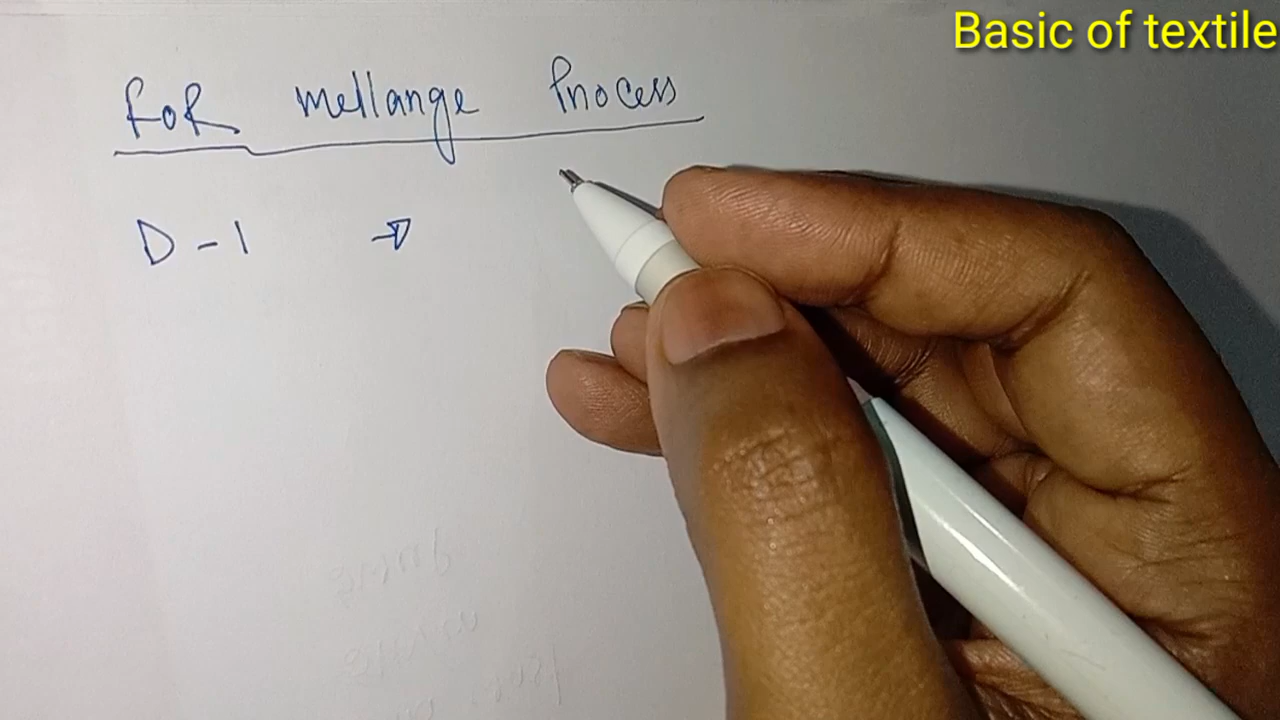 Basic of textile
FoR mellange Process
D-1 →